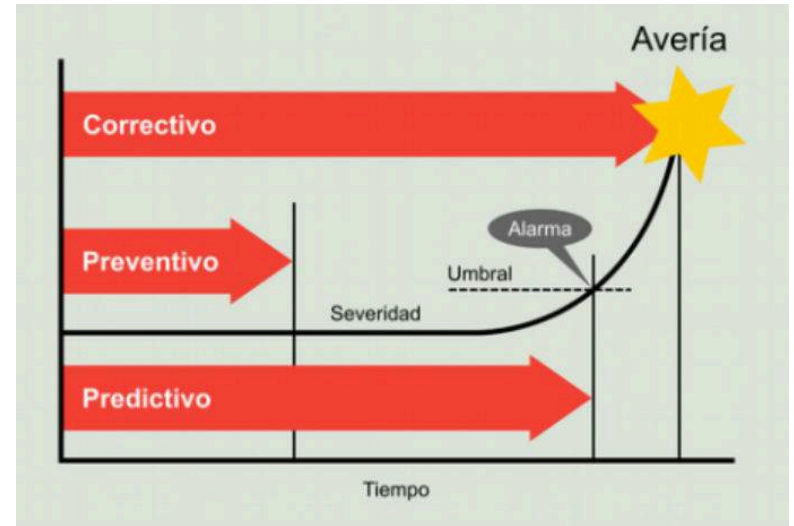 Avería
Correctivo
Alarma
Preventivo
Umbral
Severidad
Predictivo
Tiempo